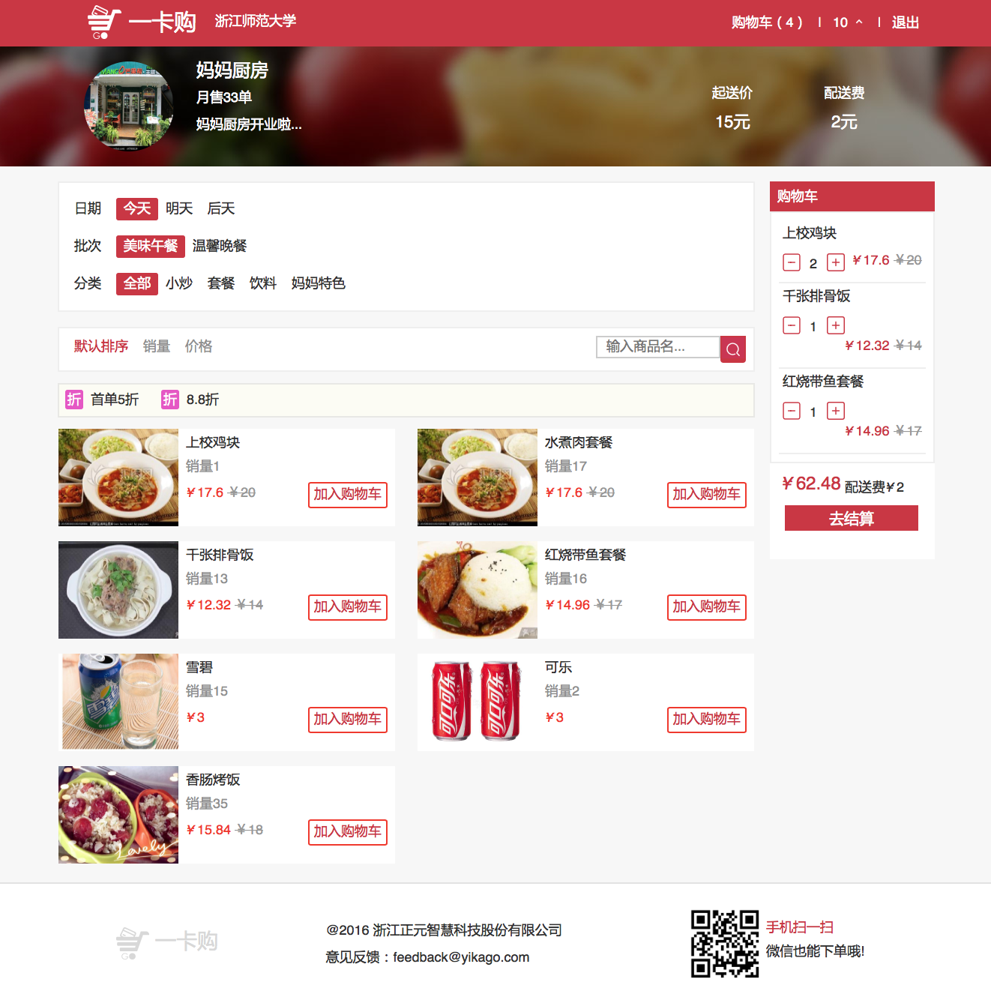 一卡购 GO 浙江师范大学 购物车 ( 4 ) | 10 | 退出
妈妈厨房
月售33单
妈妈厨房开业啦...
起送价 配送费
15元 2元
日期 今天 明天 后天
批次 美味午餐 温馨晚餐
分类 全部 小炒 套餐 饮料 妈妈特色
默认排序 销量 价格 输入商品名...
折 首单5折 折 8.8折
上校鸡块
销量1
¥17.6 ¥20 加入购物车
水煮肉套餐
销量17
¥17.6 ¥20 加入购物车
千张排骨饭
销量13
¥12.32 ¥14 加入购物车
红烧带鱼套餐
销量16
¥14.96 ¥17 加入购物车
雪碧
销量15
¥3 加入购物车
可乐
销量2
¥3 加入购物车
香肠烤饭
销量35
¥15.84 ¥18 加入购物车
雪碧
可口可乐
可口可乐
Lovely
购物车
上校鸡块
- 2 + ¥17.6 ¥20
千张排骨饭
- 1 +
¥12.32 ¥14
红烧带鱼套餐
- 1 +
¥14.96 ¥17
¥62.48 配送费¥2
去结算
一卡购 GO
@2016 浙江正元智慧科技股份有限公司
意见反馈：feedback@yikago.com
手机扫一扫
微信也能下单哦!